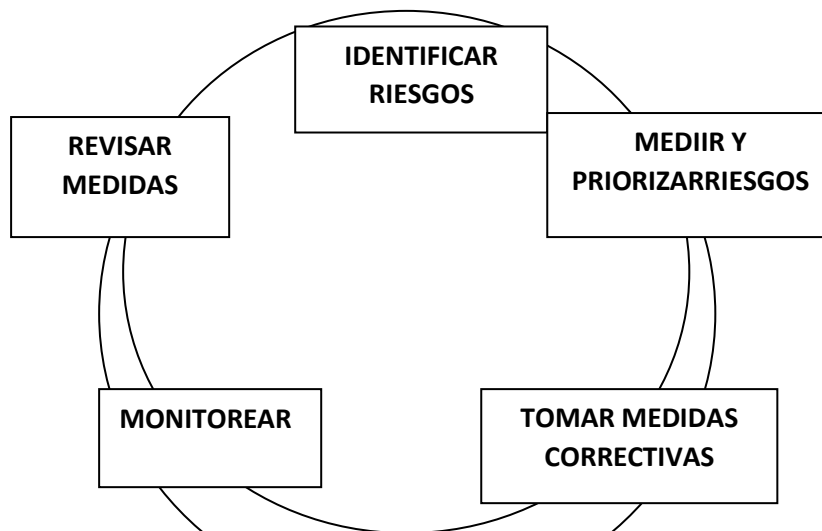 IDENTIFICAR
RIESGOS
MEDIIR Y
PRIORIZARRIESGOS
TOMAR MEDIDAS
CORRECTIVAS
MONITOREAR
REVISAR
MEDIDAS